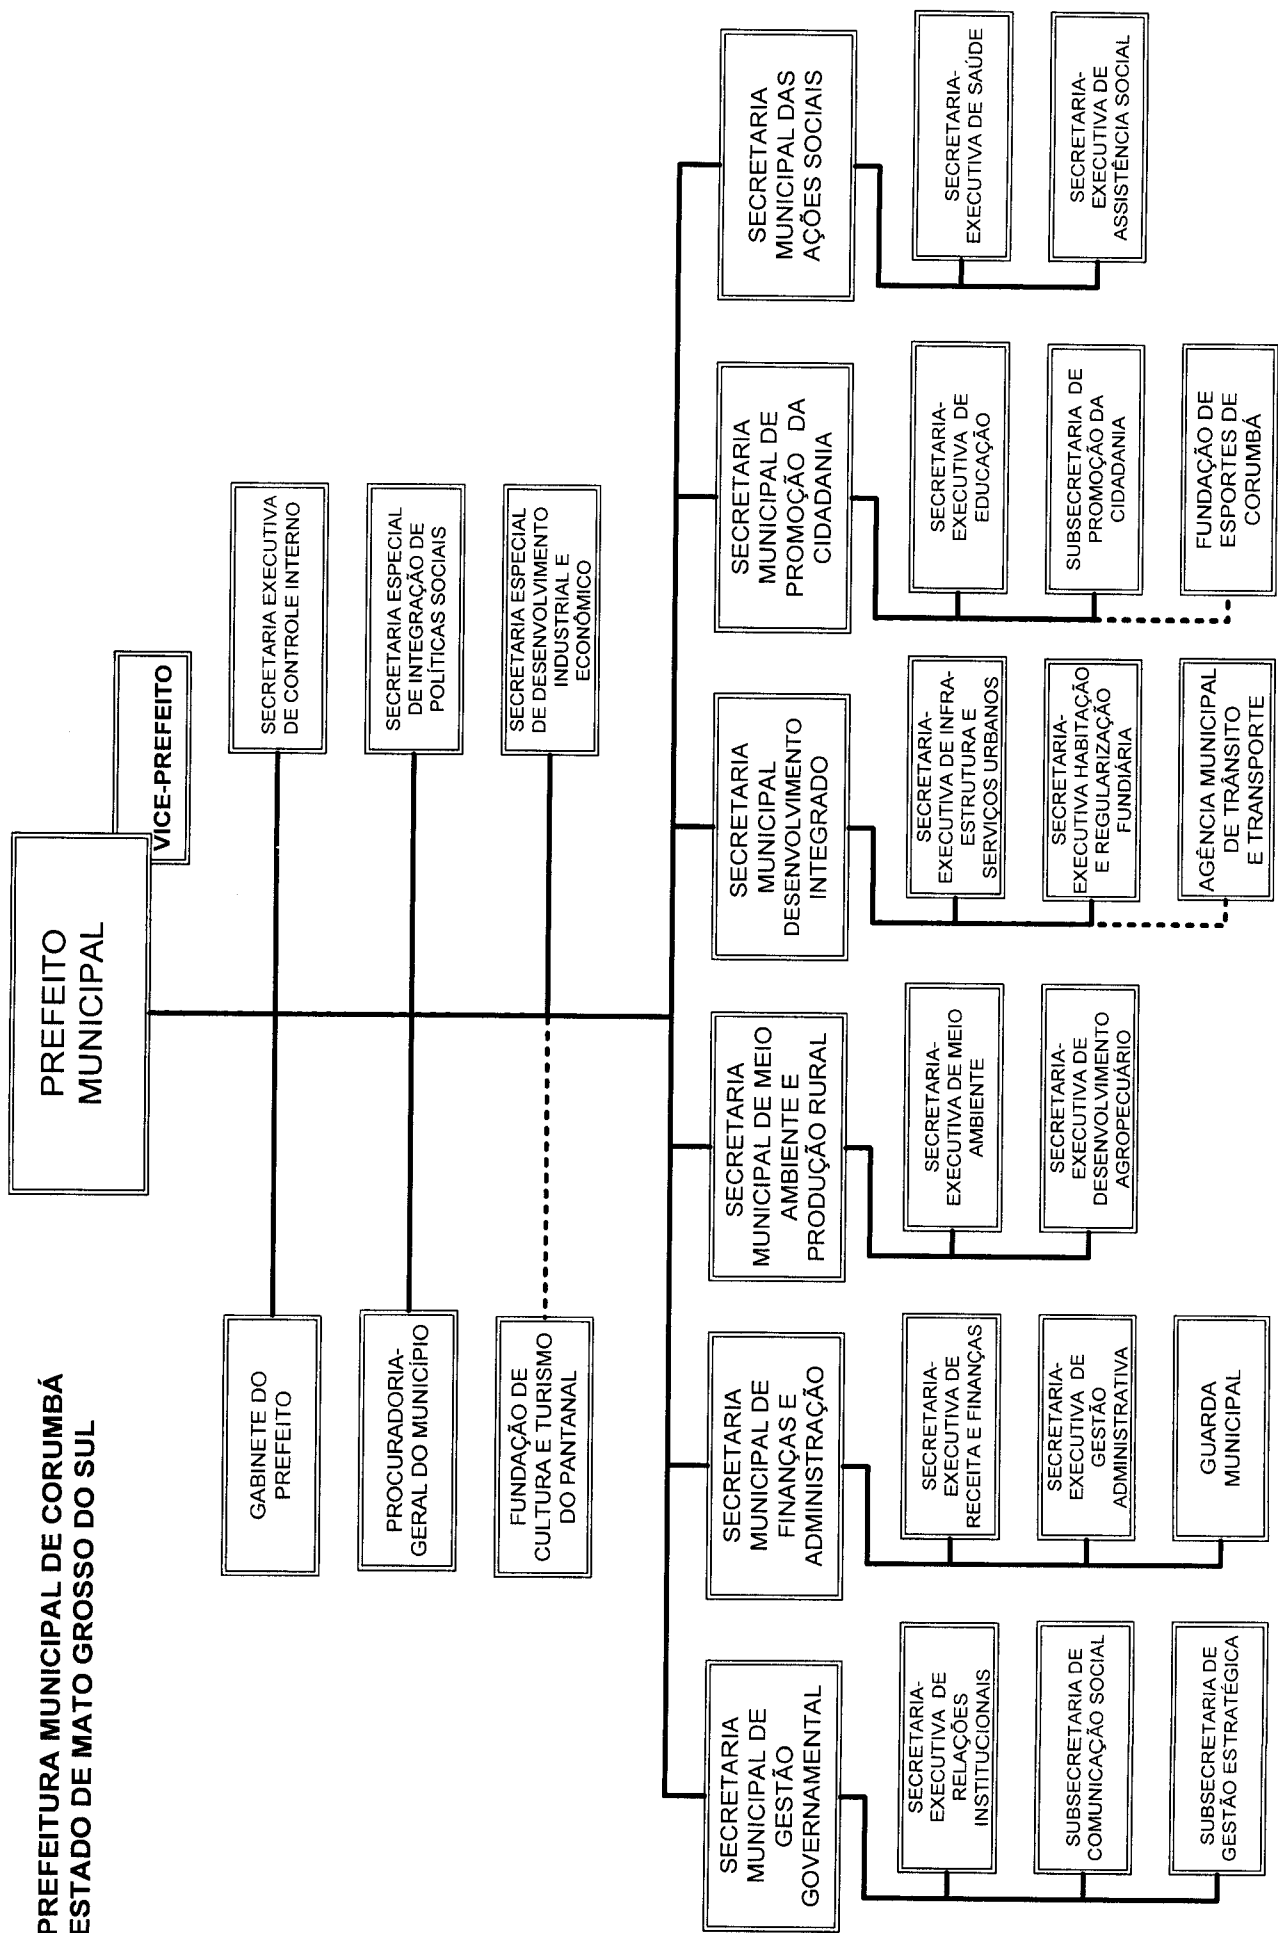 PREFEITURA MUNICIPAL DE CORUMBÁ
ESTADO DE MATO GROSSO DO SUL
PREFEITO
MUNICIPAL
VICE-PREFEITO
GABINETE DO
PREFEITO
SECRETARIA EXECUTIVA
DE CONTROLE INTERNO
PROCURADORIA-
GERAL DO MUNICÍPIO
SECRETARIA ESPECIAL
DE INTEGRAÇÃO DE
POLÍTICAS SOCIAIS
FUNDAÇÃO DE
CULTURA E TURISMO
DO PANTANAL
SECRETARIA ESPECIAL
DE DESENVOLVIMENTO
INDUSTRIAL E
ECONÔMICO
SECRETARIA
MUNICIPAL DE
GESTÃO
GOVERNAMENTAL
SECRETARIA-
EXECUTIVA DE
RELAÇÕES
INSTITUCIONAIS
SUBSECRETARIA DE
COMUNICAÇÃO SOCIAL
SUBSECRETARIA DE
GESTÃO ESTRATÉGICA
SECRETARIA
MUNICIPAL DE
FINANÇAS E
ADMINISTRAÇÃO
SECRETARIA-
EXECUTIVA DE
RECEITA E FINANÇAS
SECRETARIA-
EXECUTIVA DE
GESTÃO
ADMINISTRATIVA
GUARDA
MUNICIPAL
SECRETARIA
MUNICIPAL DE MEIO
AMBIENTE E
PRODUÇÃO RURAL
SECRETARIA-
EXECUTIVA DE MEIO
AMBIENTE
SECRETARIA-
EXECUTIVA DE
DESENVOLVIMENTO
AGROPECUÁRIO
SECRETARIA
MUNICIPAL
DESENVOLVIMENTO
INTEGRADO
SECRETARIA-
EXECUTIVA DE INFRA-
ESTRUTURA E
SERVIÇOS URBANOS
SECRETARIA-
EXECUTIVA HABITAÇÃO
E REGULARIZAÇÃO
FUNDIÁRIA
AGÊNCIA MUNICIPAL
DE TRÂNSITO
E TRANSPORTE
SECRETARIA
MUNICIPAL DE
PROMOÇÃO DA
CIDADANIA
SECRETARIA-
EXECUTIVA DE
EDUCAÇÃO
SUBSECRETARIA DE
PROMOÇÃO DA
CIDADANIA
FUNDAÇÃO DE
ESPORTES DE
CORUMBÁ
SECRETARIA
MUNICIPAL DAS
AÇÕES SOCIAIS
SECRETARIA-
EXECUTIVA DE SAÚDE
SECRETARIA-
EXECUTIVA DE
ASSISTÊNCIA SOCIAL